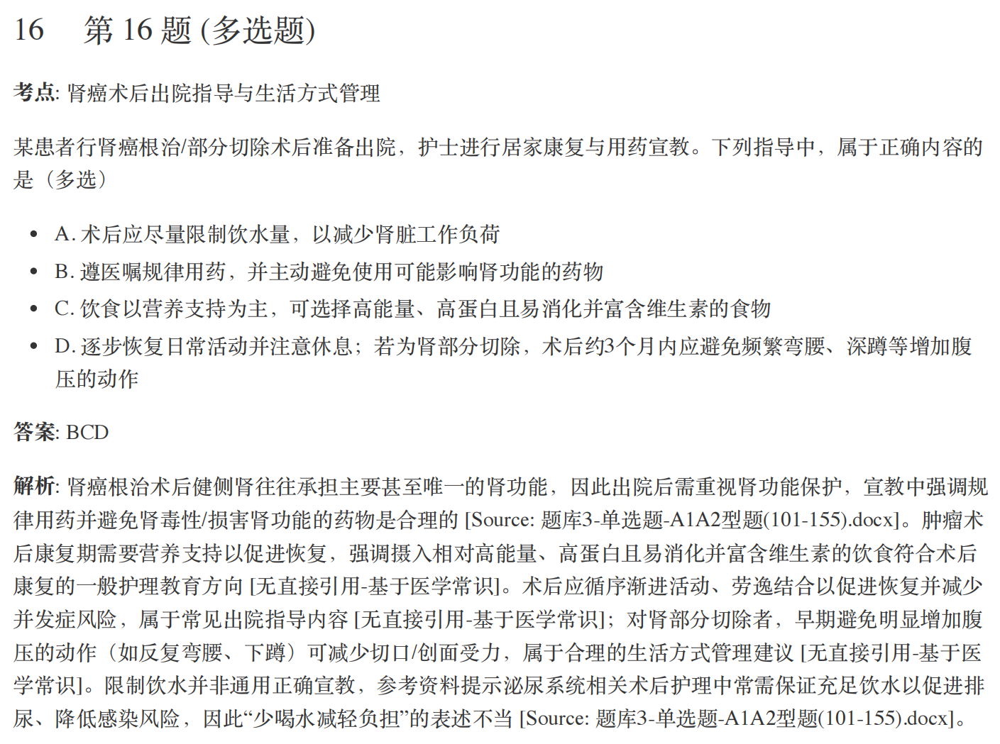 16 第 16 题 (多选题)
考点: 肾癌术后出院指导与生活方式管理
某患者行肾癌根治/部分切除术后准备出院，护士进行居家康复与用药宣教。下列指导中，属于正确内容的
是（多选）
• A. 术后应尽量限制饮水量，以减少肾脏工作负荷
• B. 遵医嘱规律用药，并主动避免使用可能影响肾功能的药物
• C. 饮食以营养支持为主，可选择高能量、高蛋白且易消化并富含维生素的食物
• D. 逐步恢复日常活动并注意休息；若为肾部分切除，术后约3个月内应避免频繁弯腰、深蹲等增加腹
压的动作
答案: BCD
解析: 肾癌根治术后健侧肾往往承担主要甚至唯一的肾功能，因此出院后需重视肾功能保护，宣教中强调规
律用药并避免肾毒性/损害肾功能的药物是合理的 [Source: 题库3-单选题-A1A2型题(101-155).docx]。肿瘤术
后康复期需要营养支持以促进恢复，强调摄入相对高能量、高蛋白且易消化并富含维生素的饮食符合术后
康复的一般护理教育方向 [无直接引用-基于医学常识]。术后应循序渐进活动、劳逸结合以促进恢复并减少
并发症风险，属于常见出院指导内容 [无直接引用-基于医学常识]；对肾部分切除者，早期避免明显增加腹
压的动作（如反复弯腰、下蹲）可减少切口/创面受力，属于合理的生活方式管理建议 [无直接引用-基于医
学常识]。限制饮水并非通用正确宣教，参考资料提示泌尿系统相关术后护理中常需保证充足饮水以促进排
尿、降低感染风险，因此“少喝水减轻负担”的表述不当 [Source: 题库3-单选题-A1A2型题(101-155).docx]。